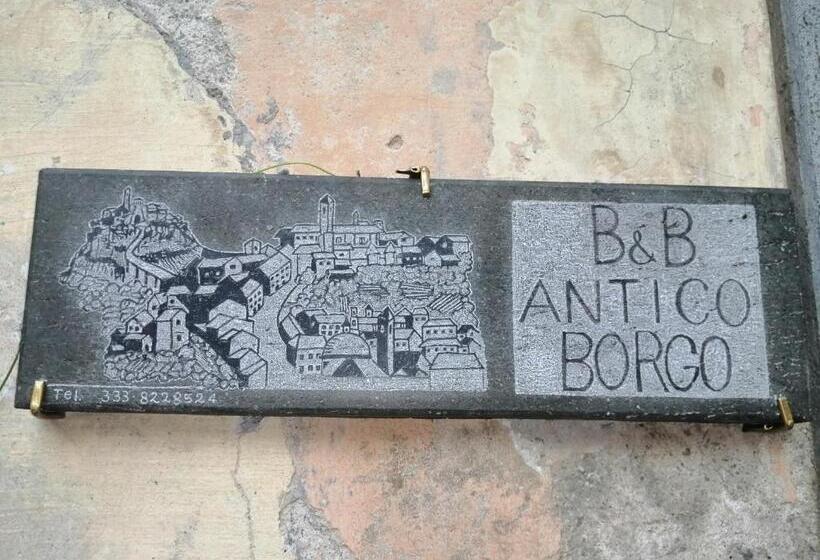 B&B
ANTICO
BORGO
Tel. 333 8228524